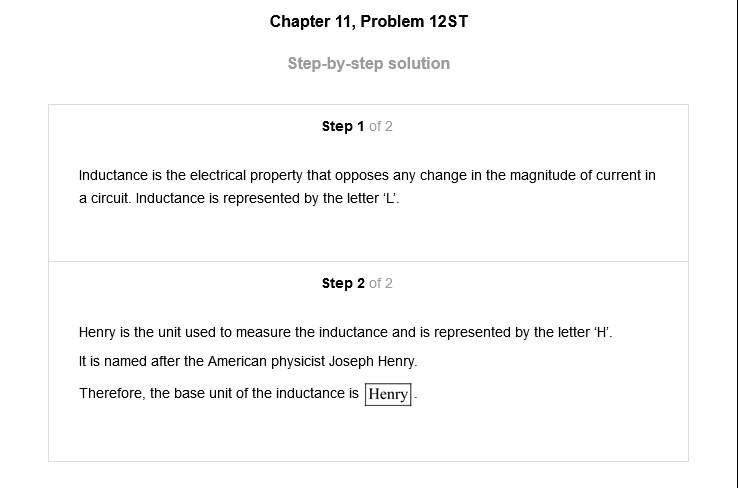 Chapter 11, Problem 12ST
Step-by-step solution
Step 1 of 2
Inductance is the electrical property that opposes any change in the magnitude of current in
a circuit. Inductance is represented by the letter ‘L’.
Step 2 of 2
Henry is the unit used to measure the inductance and is represented by the letter ‘H’.
It is named after the American physicist Joseph Henry.
Therefore, the base unit of the inductance is Henry.